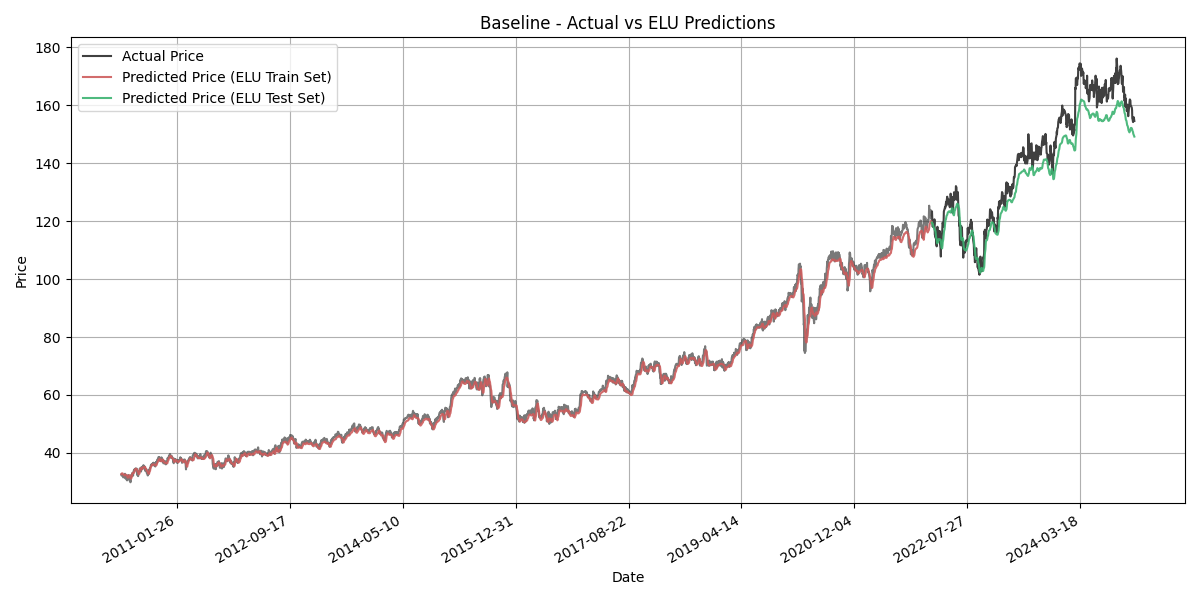 Baseline - Actual vs ELU Predictions
Actual Price
Predicted Price (ELU Train Set)
Predicted Price (ELU Test Set)
180
160
140
120
100
80
60
40
Price
2011-01-26
2012-09-17
2014-05-10
2015-12-31
2017-08-22
2019-04-14
2020-12-04
2022-07-27
2024-03-18
Date